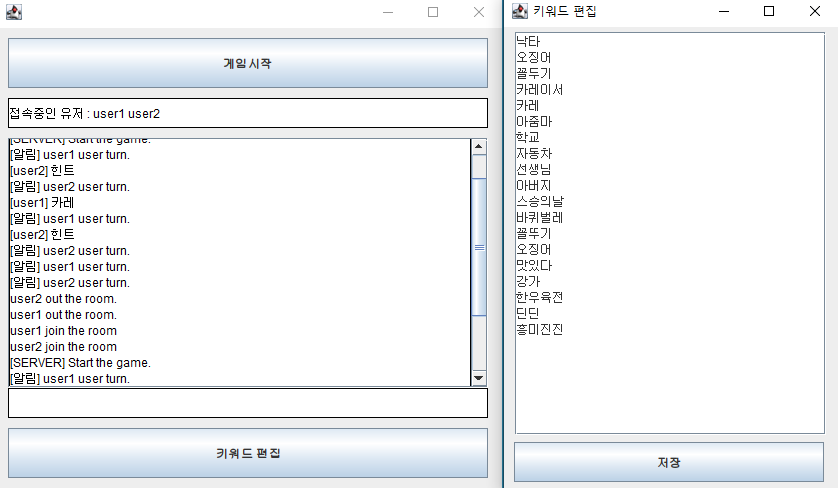 게임시작
접속중인 유저 : user1 user2
[SERVER] Start the game.
[알림] user1 user turn.
[user2] 힌트
[알림] user2 user turn.
[user1] 카레
[알림] user1 user turn.
[user2] 힌트
[알림] user2 user turn.
[알림] user1 user turn.
[알림] user2 user turn.
user2 out the room.
user1 out the room.
user1 join the room
user2 join the room
[SERVER] Start the game.
[알림] user1 user turn.
키워드 편집
키워드 편집
낙타
오징어
꼴두기
카레이서
카레
아줌마
학교
자동차
선생님
아버지
스승의날
바퀴벌레
꼴뚜기
오징어
맛있다
강가
한우육전
딘딘
흥미진진
저장